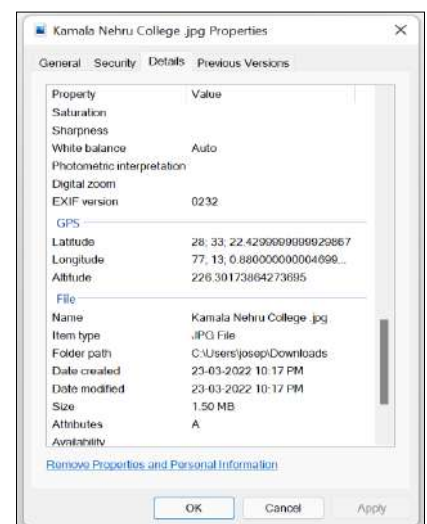 Kamala Nehru College .jpg Properties
General Security Details Previous Versions
Property Value
Saturation
Sharpness
White balance Auto
Photometric interpretation
Digital zoom
EXIF version 0232
GPS
Latitude 28; 33; 22.4299999999929867
Longitude 77; 13; 0.880000000004699...
Altitude 226.30173864273695
File
Name Kamala Nehru College .jpg
Item type JPG File
Folder path C:\Users\josep\Downloads
Date created 23-03-2022 10:17 PM
Date modified 23-03-2022 10:17 PM
Size 1.50 MB
Attributes A
Availability
Remove Properties and Personal Information
OK Cancel Apply